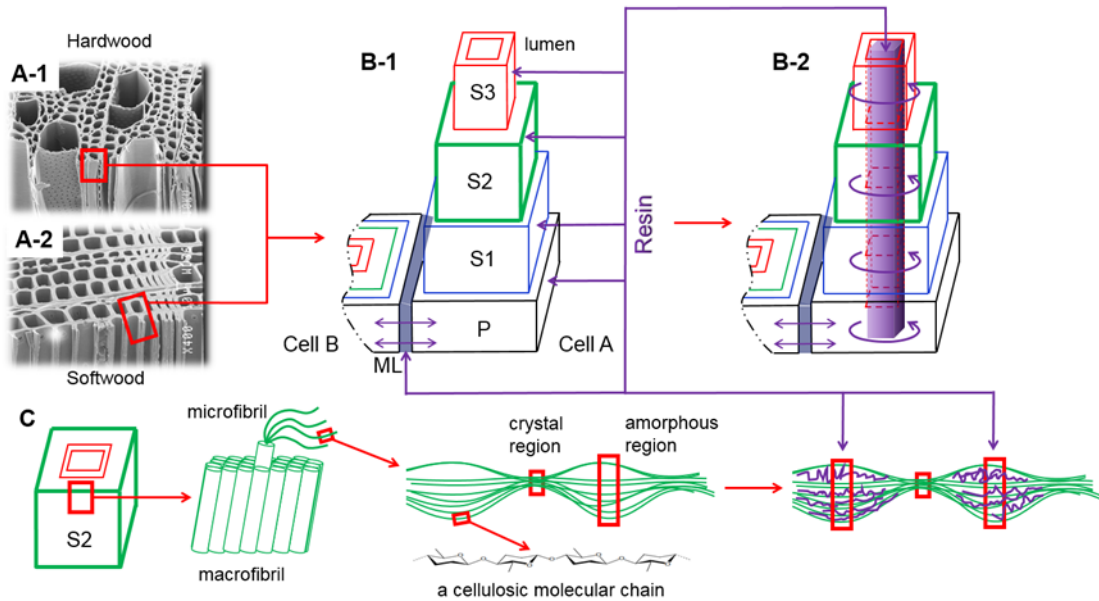 Hardwood
A-1
A-2
X400
Softwood
B-1
lumen
S3
S2
S1
P
Cell B
ML
Cell A
Resin
B-2
C
S2
microfibril
macrofibril
crystal
region
amorphous
region
a cellulosic molecular chain